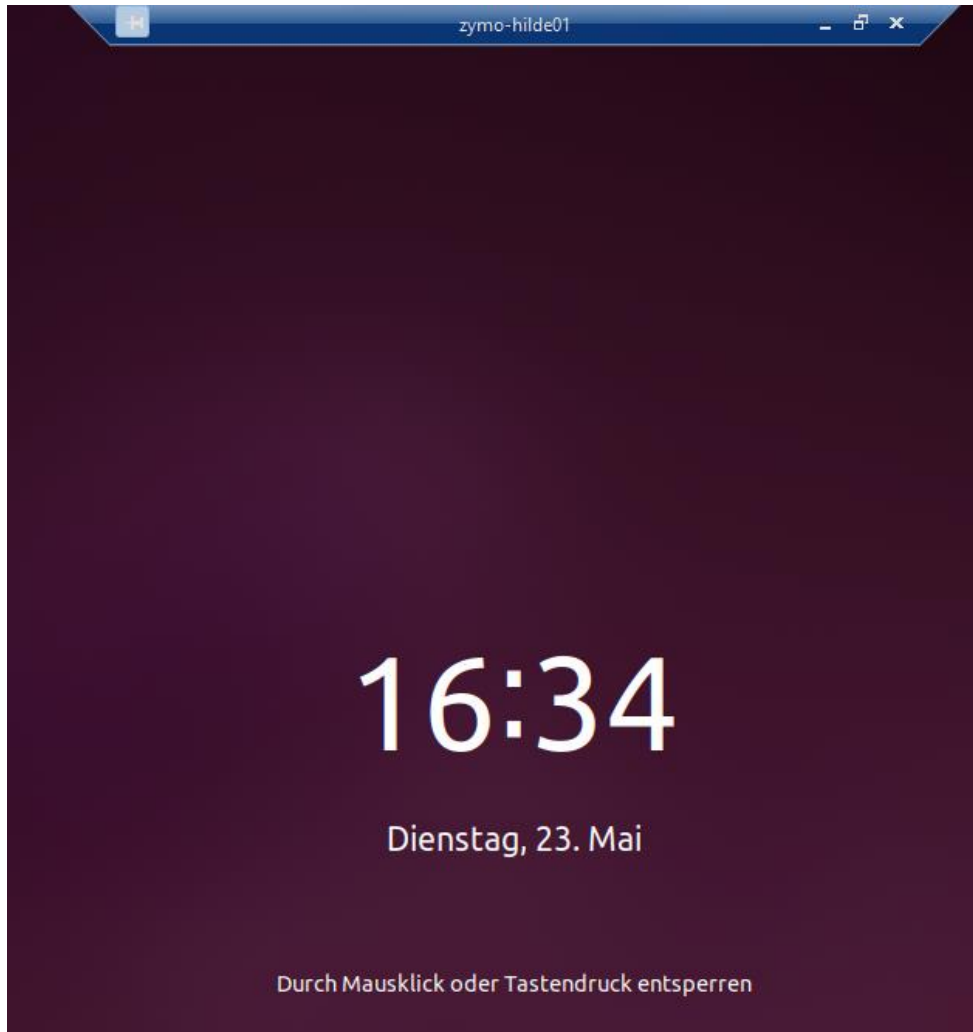 zymo-hilde01
16:34
Dienstag, 23. Mai
Durch Mausklick oder Tastendruck entsperren